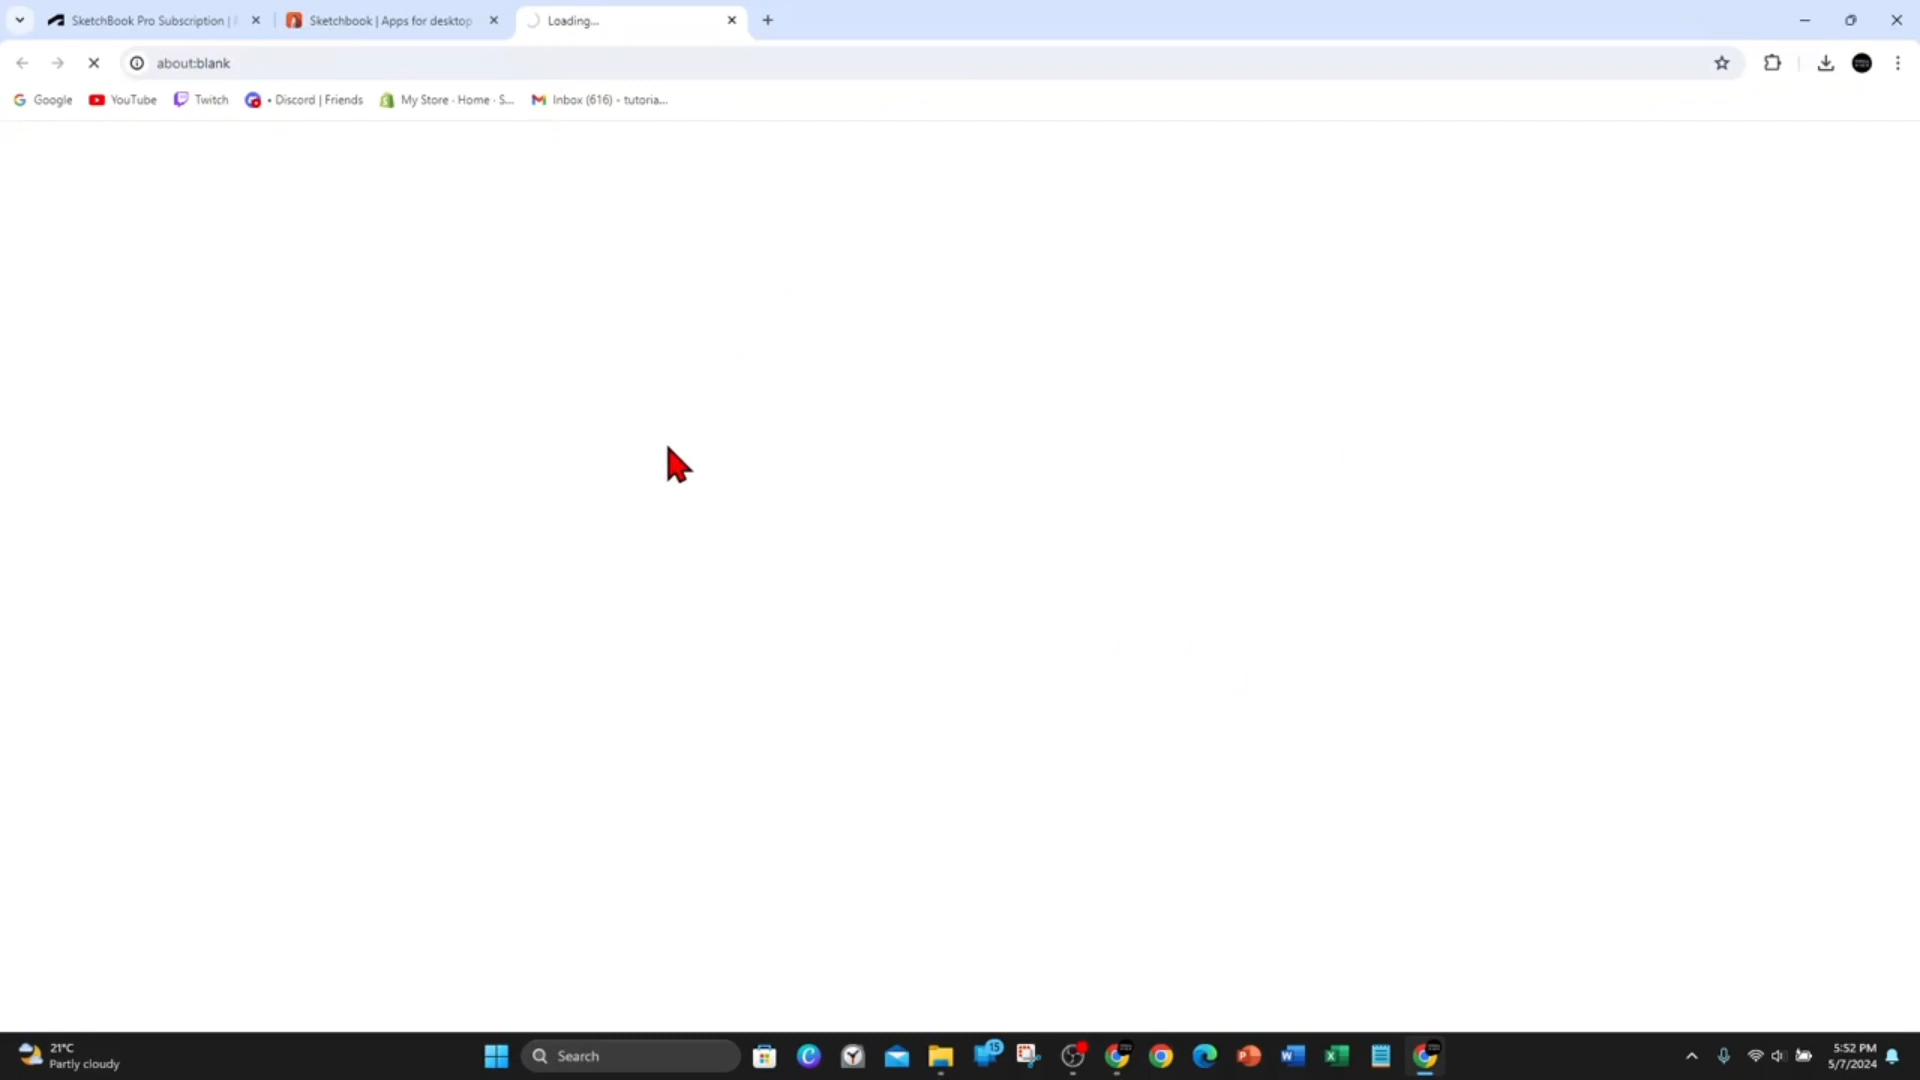 SketchBook Pro Subscription |
Sketchbook | Apps for desktop
Loading...
about:blank
Google
YouTube
Twitch
• Discord | Friends
My Store · Home · S...
Inbox (616) - tutoria...
21°C
Partly cloudy
Search
15
5:52 PM
5/7/2024